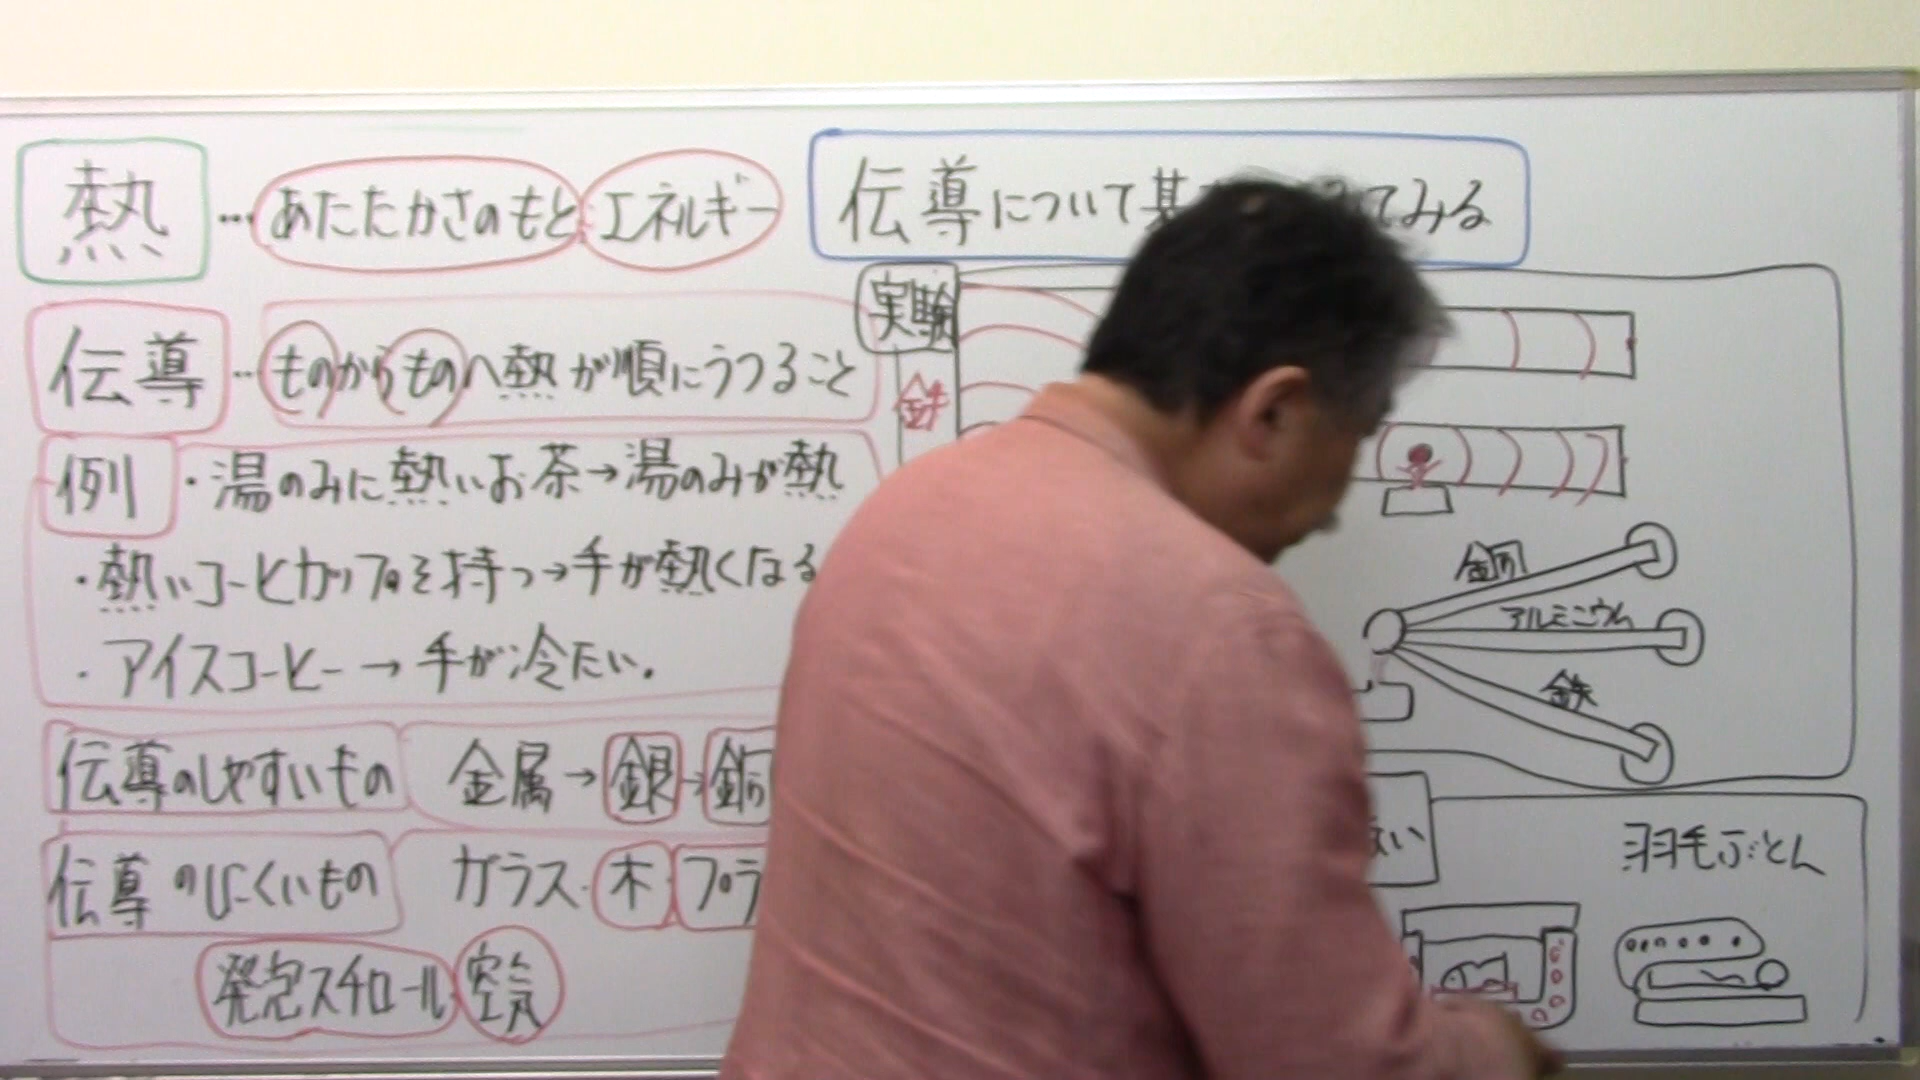 熱 … あたたかさのもと エネルギー
伝導 … ものからものへ熱が順にうつること
例 ・湯のみに熱いお茶→湯のみが熱
・熱いコーヒーカップを持つ→手が熱くなる
・アイスコーヒー→手が冷たい.
伝導のしやすいもの 金属→銀→銅
伝導のしにくいもの ガラス・木・プラ
発泡スチロール・空気
伝導について てみる
実験
鉄
銅
アルミニウム
鉄
い
羽毛ぶとん